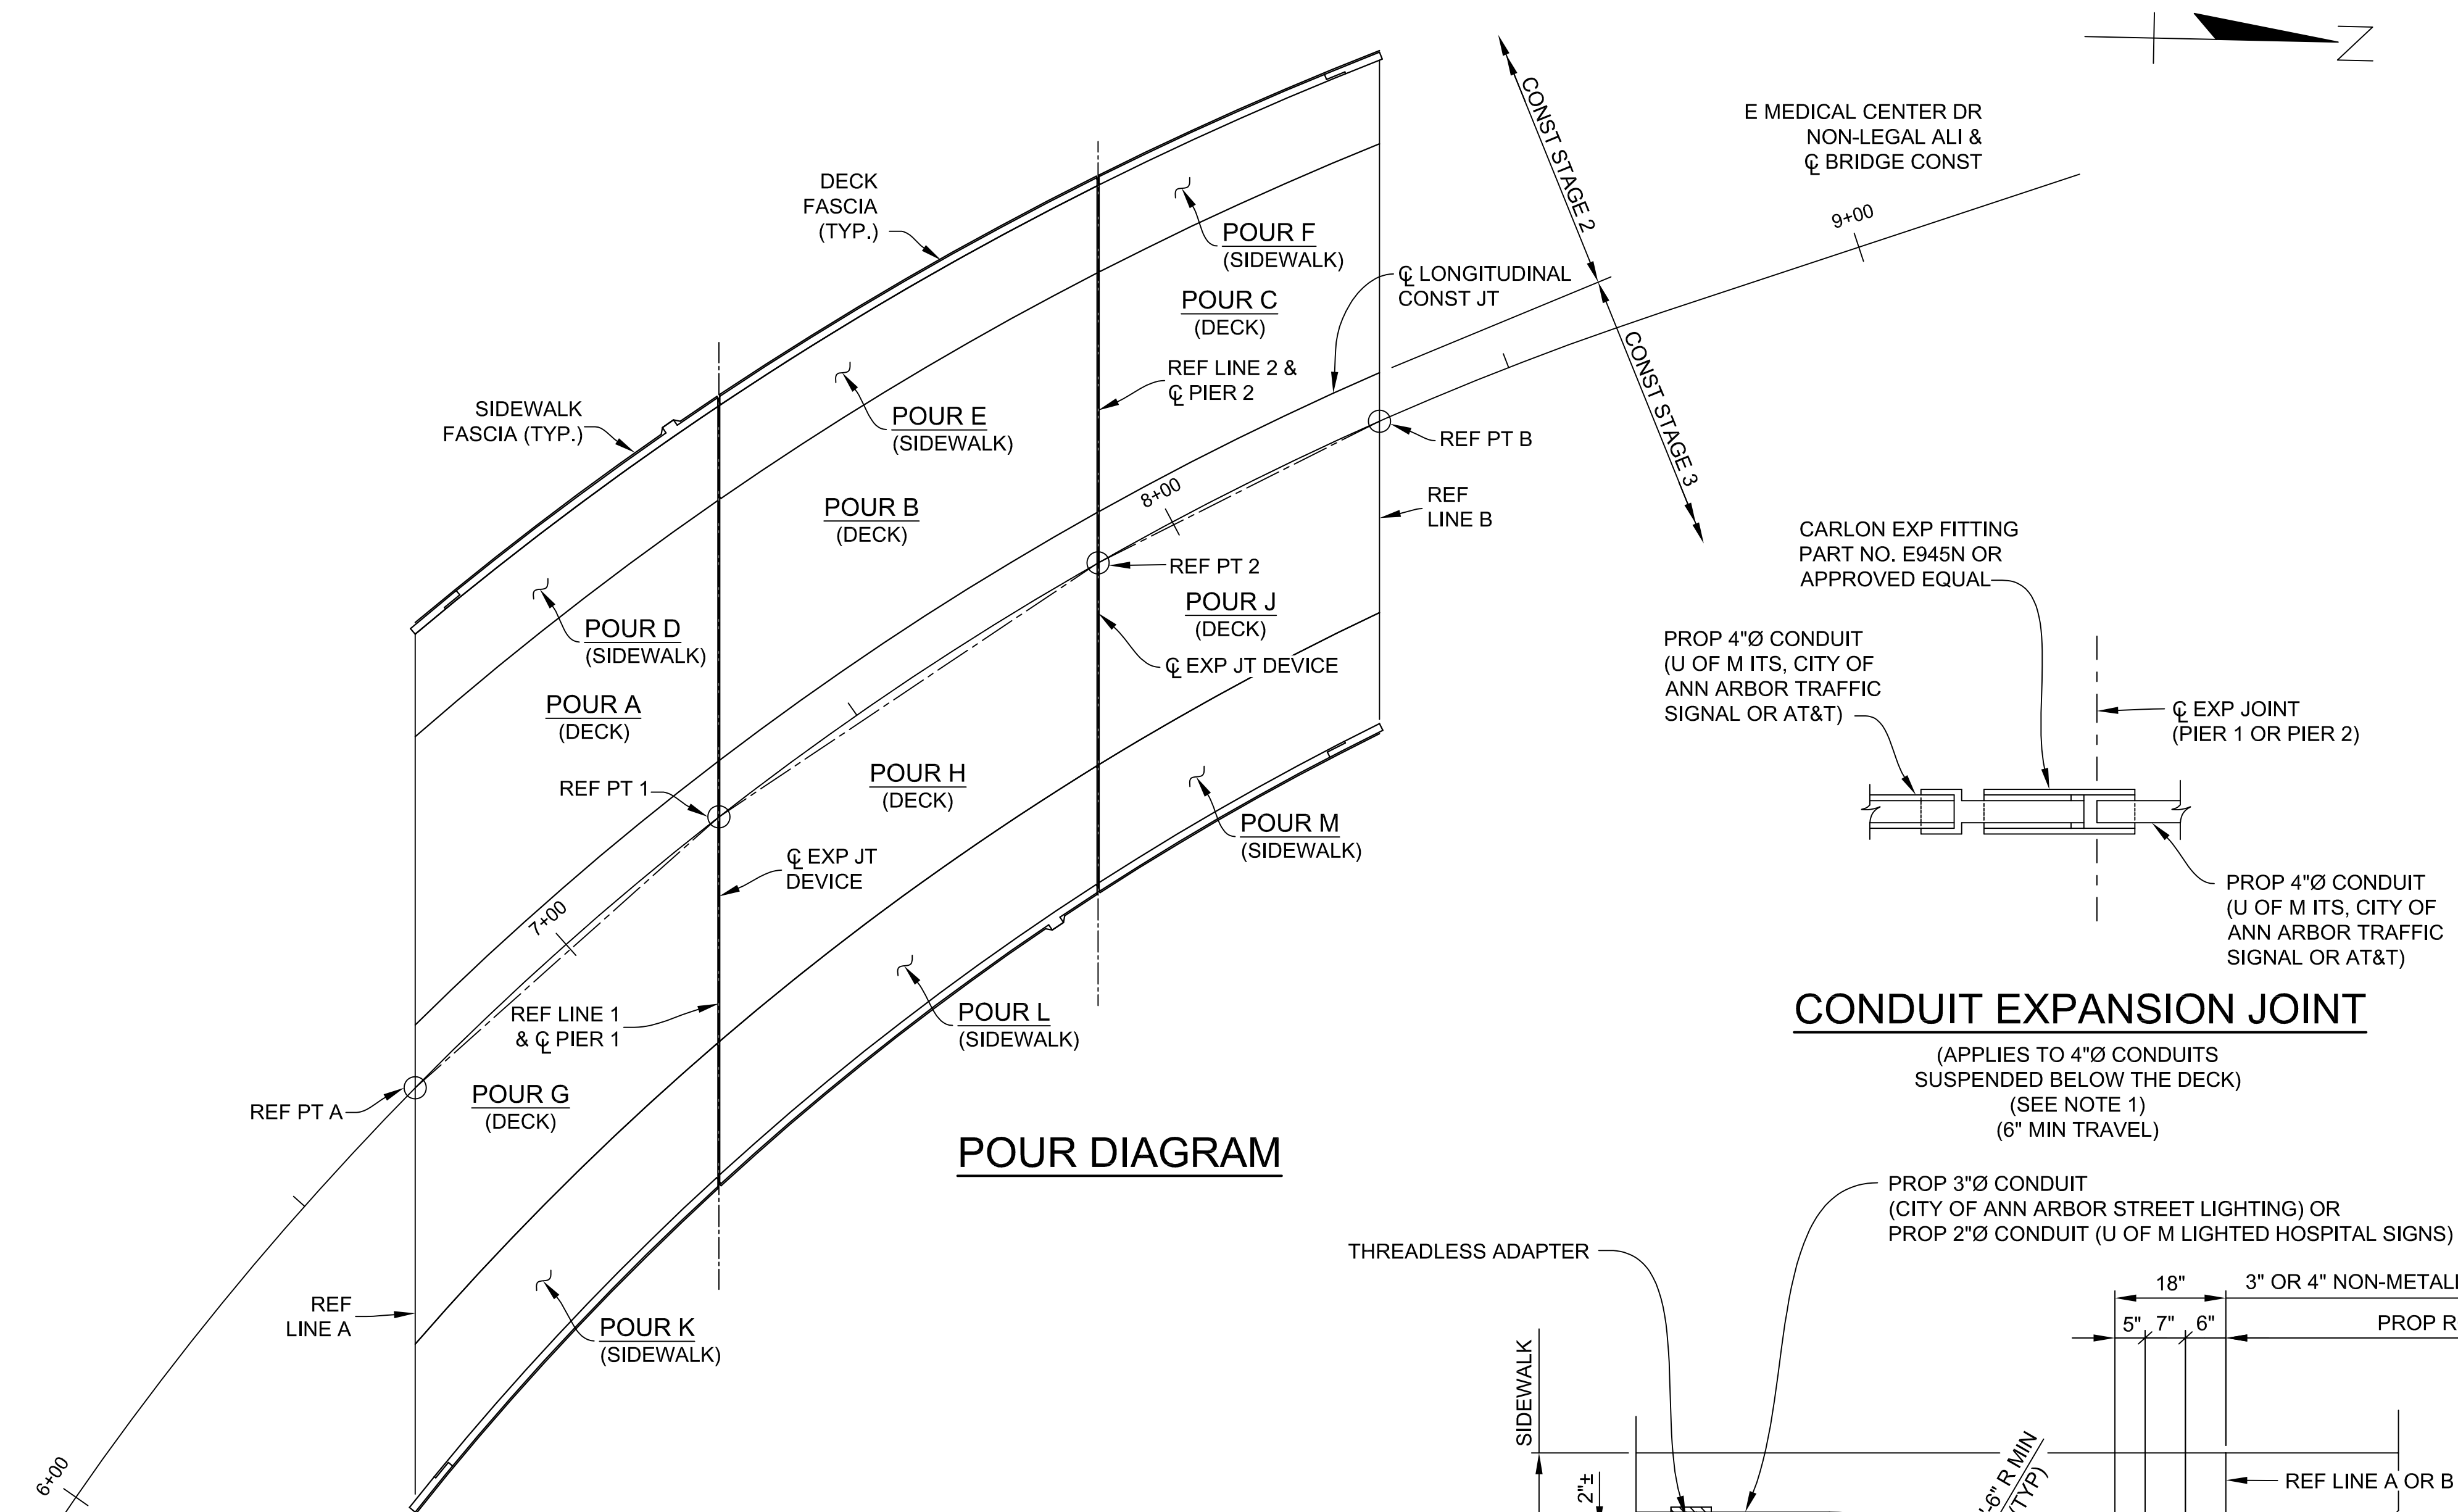 N
E MEDICAL CENTER DR
NON-LEGAL ALI &
℄ BRIDGE CONST
9+00
CONST STAGE 2
CONST STAGE 3
DECK
FASCIA
(TYP.)
POUR F
(SIDEWALK)
℄ LONGITUDINAL
CONST JT
POUR C
(DECK)
REF LINE 2 &
℄ PIER 2
SIDEWALK
FASCIA (TYP.)
POUR E
(SIDEWALK)
REF PT B
REF
LINE B
8+00
POUR B
(DECK)
REF PT 2
POUR J
(DECK)
℄ EXP JT DEVICE
POUR D
(SIDEWALK)
POUR A
(DECK)
REF PT 1
POUR H
(DECK)
POUR M
(SIDEWALK)
℄ EXP JT
DEVICE
7+00
REF LINE 1
& ℄ PIER 1
POUR L
(SIDEWALK)
REF PT A
POUR G
(DECK)
REF
LINE A
POUR K
(SIDEWALK)
6+00
POUR DIAGRAM
CARLON EXP FITTING
PART NO. E945N OR
APPROVED EQUAL
PROP 4"Ø CONDUIT
(U OF M ITS, CITY OF
ANN ARBOR TRAFFIC
SIGNAL OR AT&T)
℄ EXP JOINT
(PIER 1 OR PIER 2)
PROP 4"Ø CONDUIT
(U OF M ITS, CITY OF
ANN ARBOR TRAFFIC
SIGNAL OR AT&T)
CONDUIT EXPANSION JOINT
(APPLIES TO 4"Ø CONDUITS
SUSPENDED BELOW THE DECK)
(SEE NOTE 1)
(6" MIN TRAVEL)
PROP 3"Ø CONDUIT
(CITY OF ANN ARBOR STREET LIGHTING) OR
PROP 2"Ø CONDUIT (U OF M LIGHTED HOSPITAL SIGNS)
THREADLESS ADAPTER
18"
3" OR 4"
5" 7" 6"
PROP
SIDEWALK
2"±
R MIN
(TYP)
REF LINE A OR B